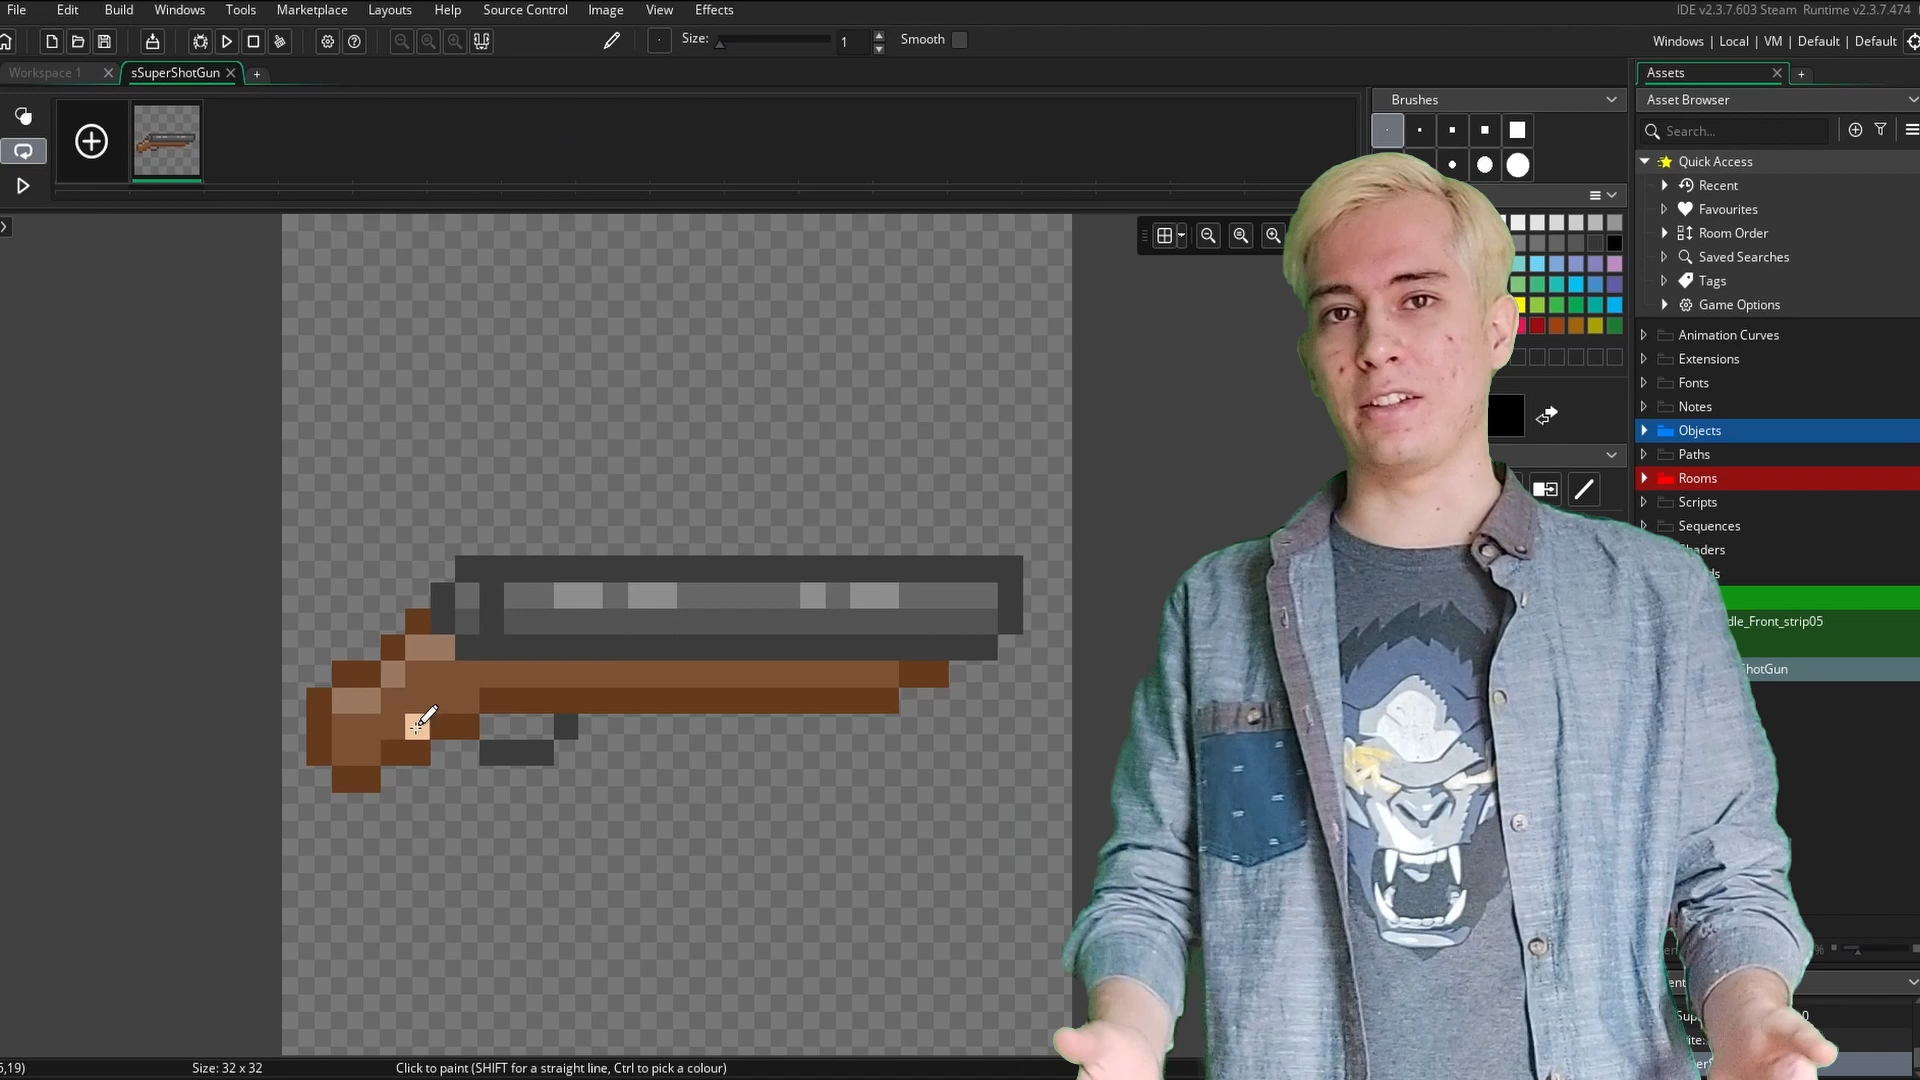 File Edit Build Windows Tools Marketplace Layouts Help Source Control Image View Effects
IDE v2.3.7.603 Steam Runtime v2.3.7.474
Size: 1 Smooth
Windows | Local | VM | Default | Default
Workspace 1 sSuperShotGun
Assets
Brushes
Asset Browser
Search...
Quick Access
Recent
Favourites
Room Order
Saved Searches
Tags
Game Options
Animation Curves
Extensions
Fonts
Notes
Objects
Paths
Rooms
Scripts
Sequences
haders
dle_Front_strip05
ShotGun
,19) Size: 32 x 32 Click to paint (SHIFT for a straight line, Ctrl to pick a colour)